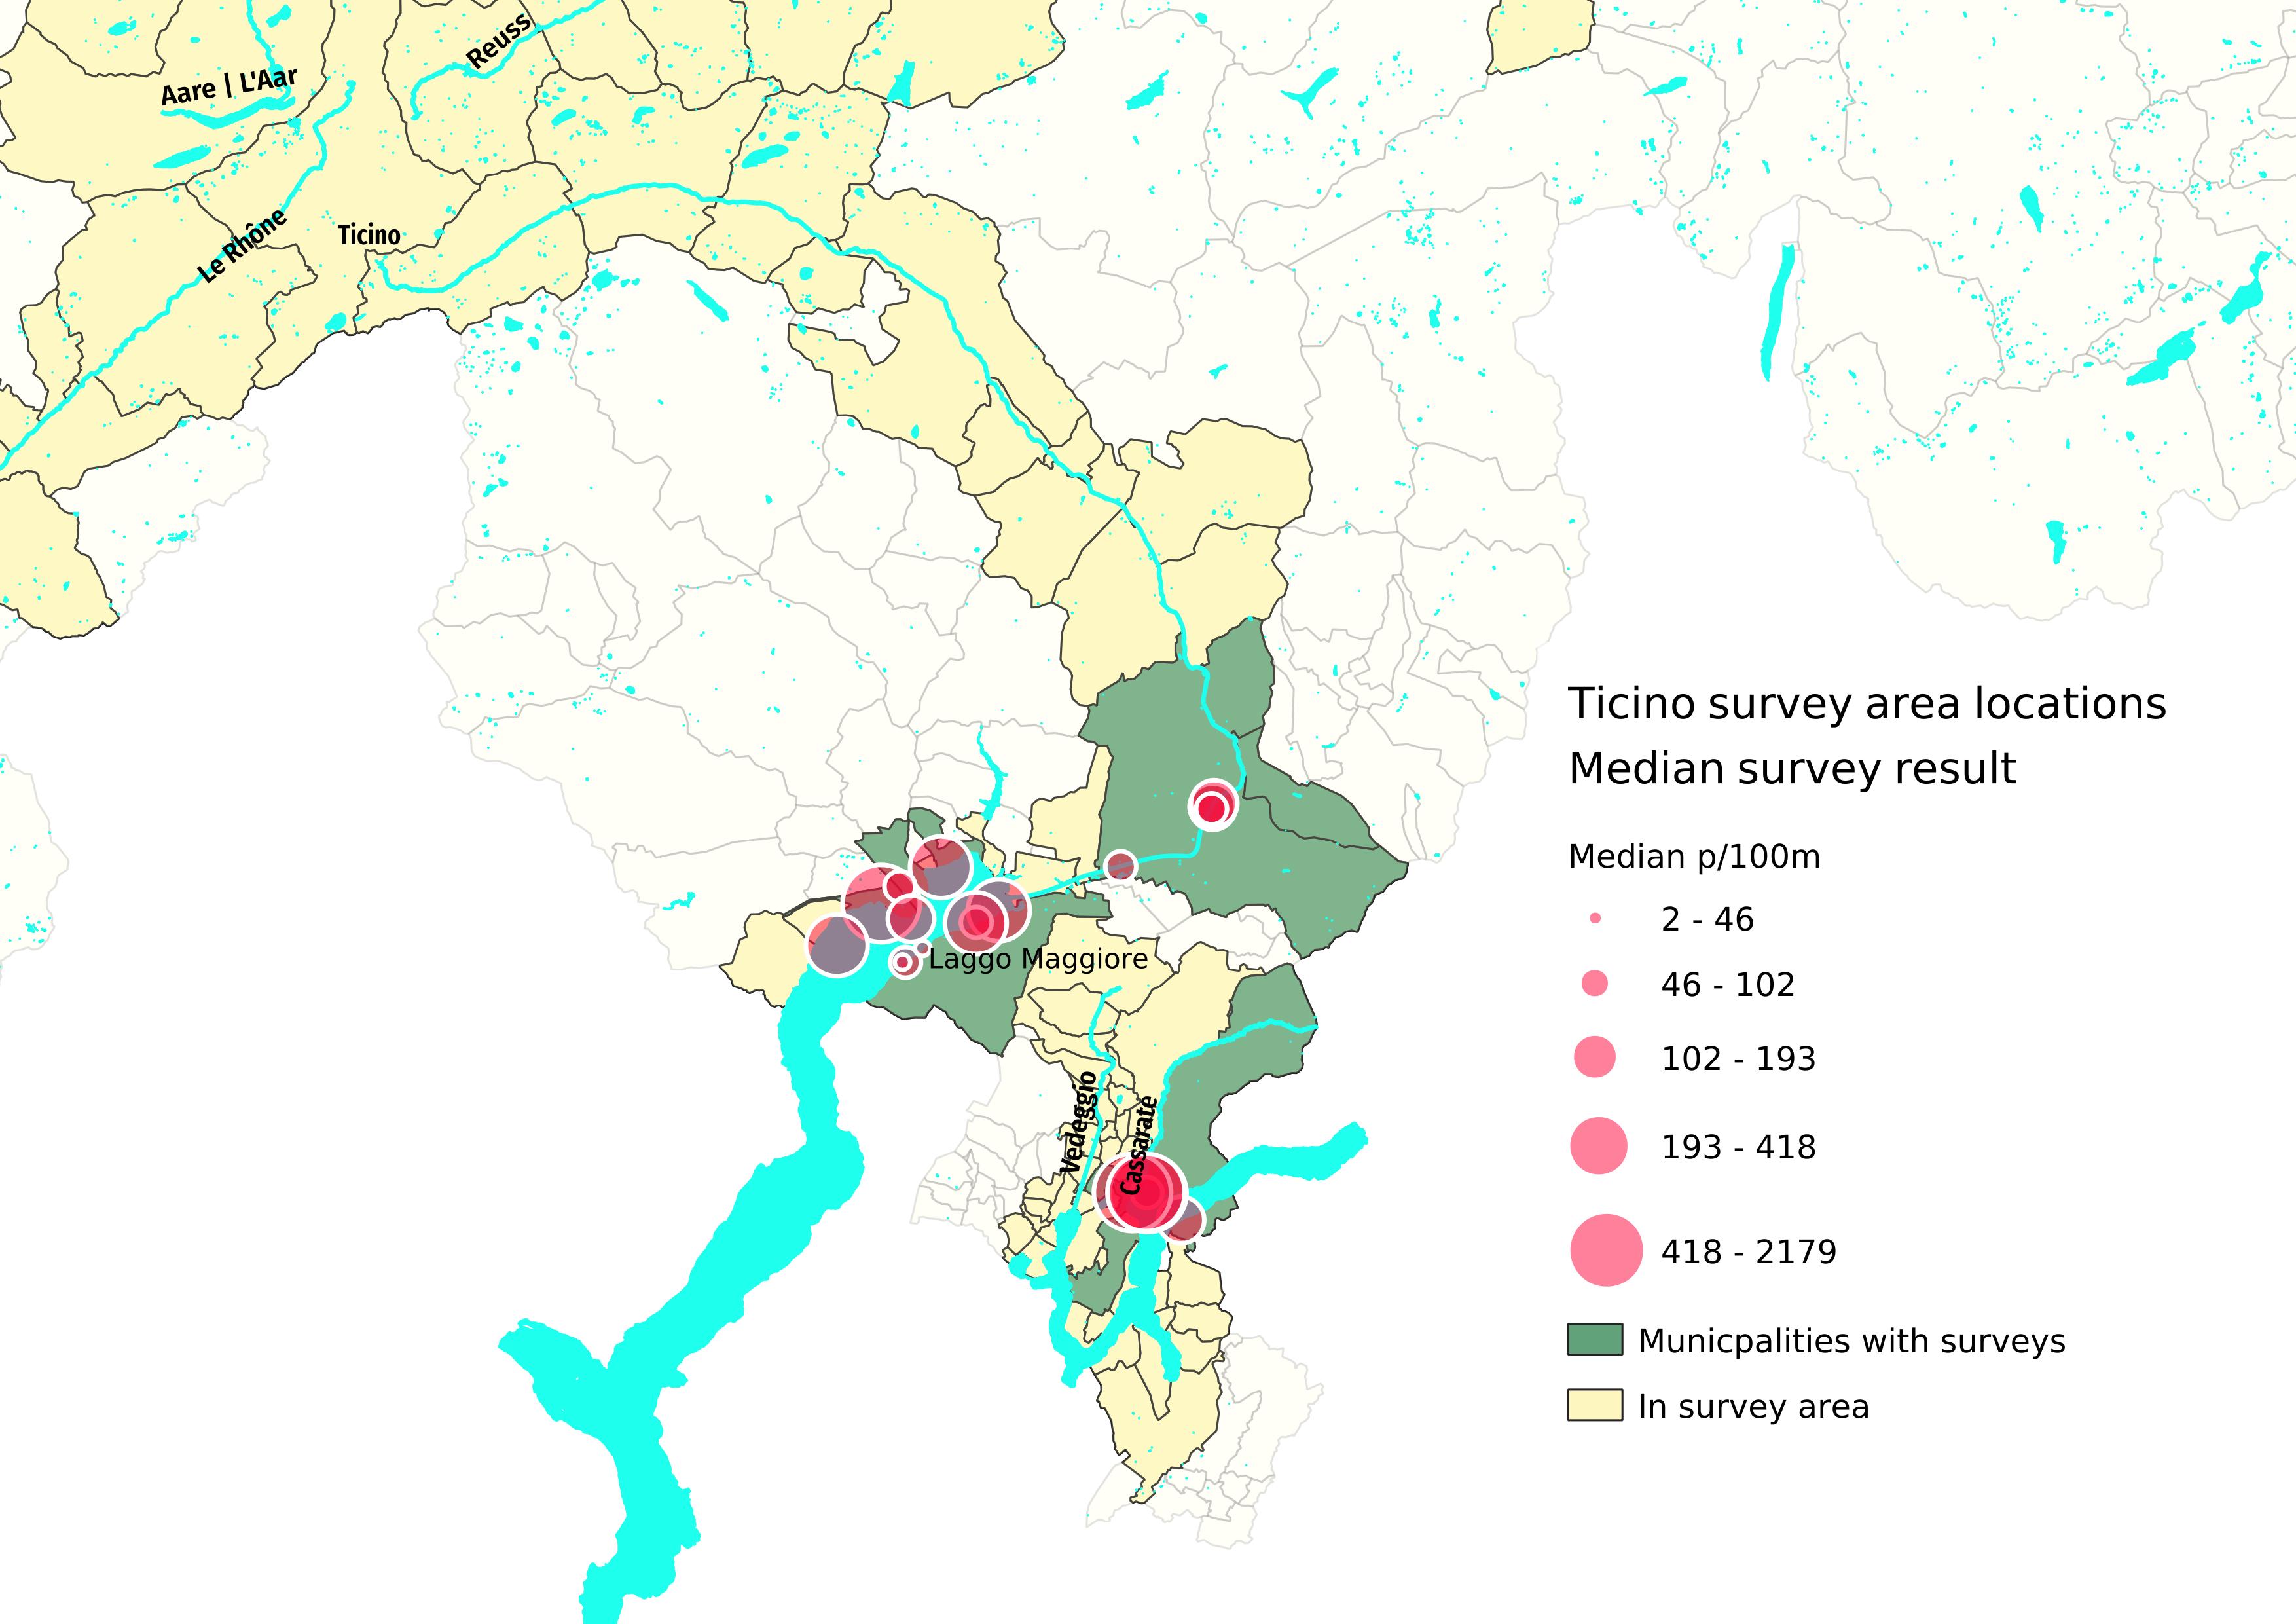 Reuss
Aare | L'Aar
Le Rhône
Ticino
Ticino survey area locations
Median survey result
Median p/100m
2 - 46
46 - 102
102 - 193
193 - 418
418 - 2179
Municpalities with surveys
In survey area
Laggo Maggiore
Vedeggio
Cassarate